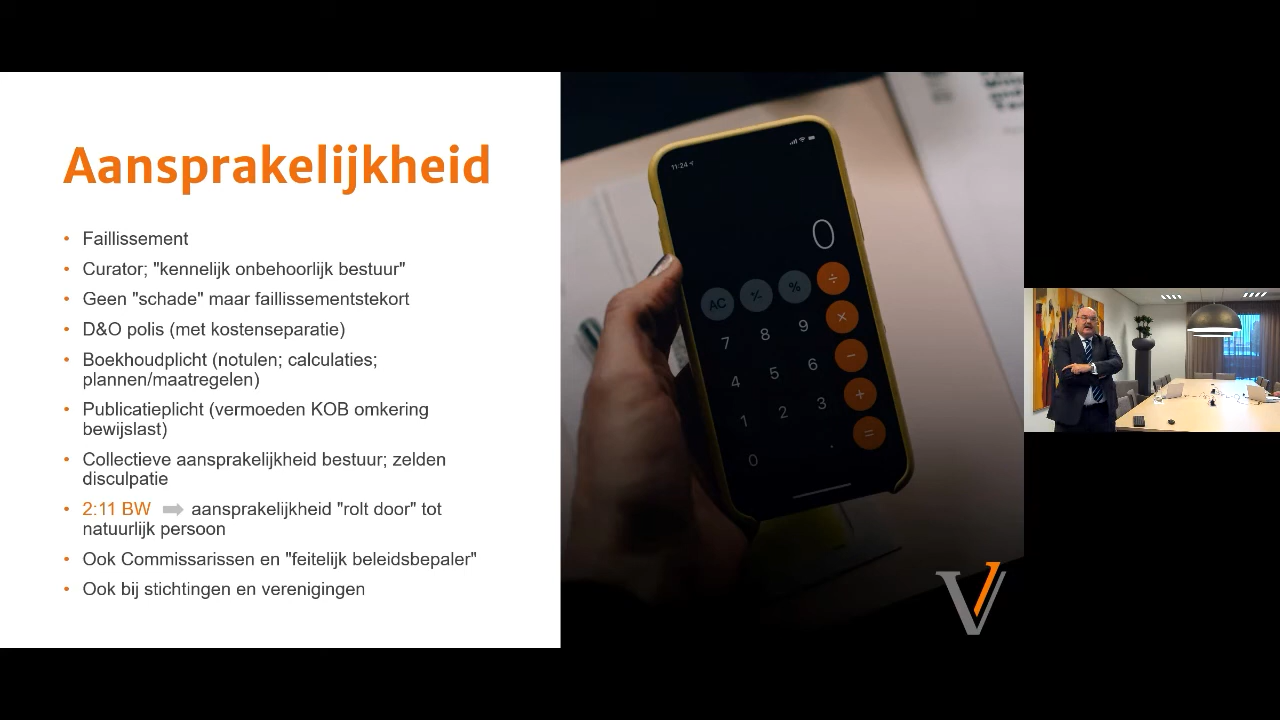 Aansprakelijkheid
• Faillissement
• Curator; "kennelijk onbehoorlijk bestuur"
• Geen "schade" maar faillissementstekort
• D&O polis (met kostenseparatie)
• Boekhoudplicht (notulen; calculaties;
plannen/maatregelen)
• Publicatieplicht (vermoeden KOB omkering
bewijslast)
• Collectieve aansprakelijkheid bestuur; zelden
disculpatie
• 2:11 BW ➡ aansprakelijkheid "rolt door" tot
natuurlijk persoon
• Ook Commissarissen en "feitelijk beleidsbepaler"
• Ook bij stichtingen en verenigingen
11:24
0
AC ⁺∕₋ % ÷
7 8 9 ×
4 5 6 −
1 2 3 +
0 . =
V